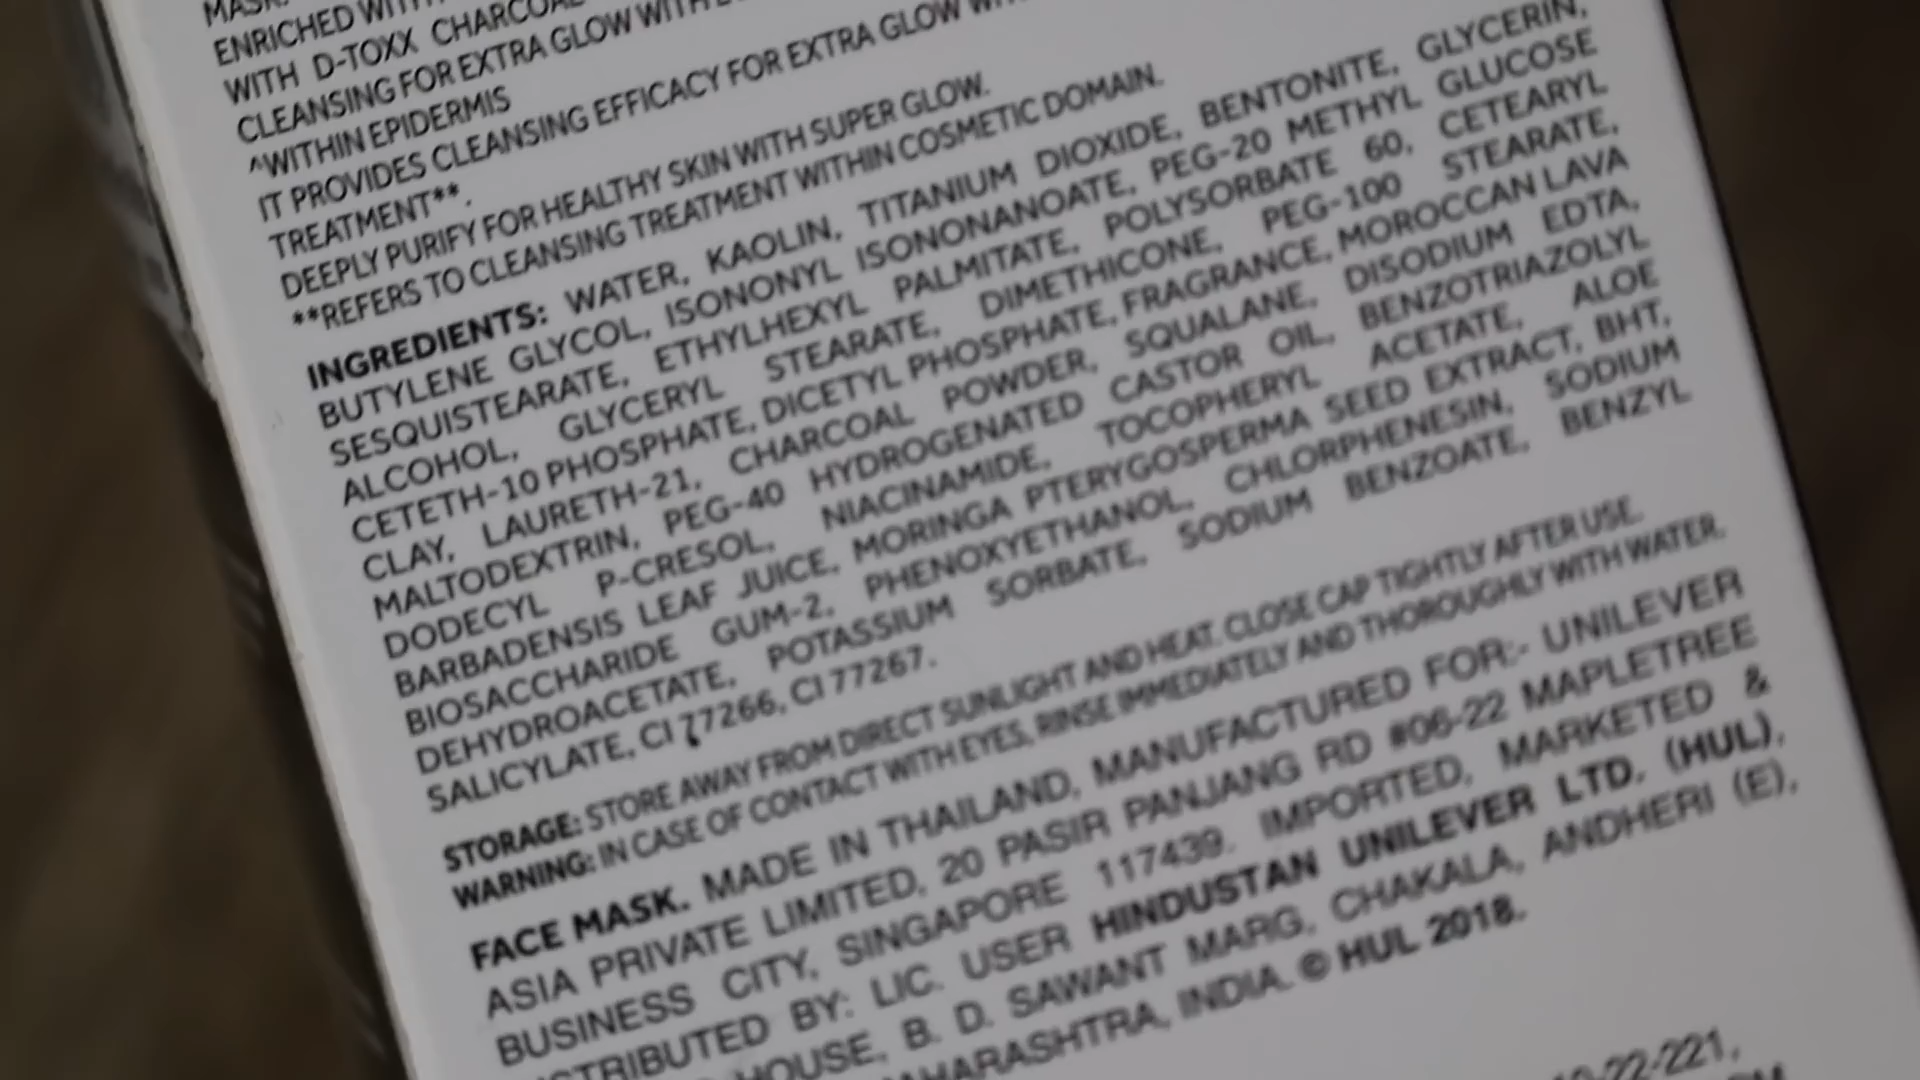 MASK.
ENRICHED WITH
WITH D-TOXX CHARCOAL
CLEANSING FOR EXTRA GLOW WITH
^WITHIN EPIDERMIS
IT PROVIDES CLEANSING EFFICACY FOR EXTRA GLOW
TREATMENT**.
DEEPLY PURIFY FOR HEALTHY SKIN WITH SUPER GLOW.
**REFERS TO CLEANSING TREATMENT WITHIN COSMETIC DOMAIN.
INGREDIENTS: WATER, KAOLIN, TITANIUM DIOXIDE, BENTONITE, GLYCERIN,
BUTYLENE GLYCOL, ISONONYL ISONONANOATE, PEG-20 METHYL GLUCOSE
SESQUISTEARATE, ETHYLHEXYL PALMITATE, POLYSORBATE 60, CETEARYL
ALCOHOL, GLYCERYL STEARATE, DIMETHICONE, PEG-100 STEARATE,
CETETH-10 PHOSPHATE, DICETYL PHOSPHATE, FRAGRANCE, MOROCCAN LAVA
CLAY, LAURETH-21, CHARCOAL POWDER, SQUALANE, DISODIUM EDTA,
MALTODEXTRIN, PEG-40 HYDROGENATED CASTOR OIL, BENZOTRIAZOLYL
DODECYL P-CRESOL, NIACINAMIDE, TOCOPHERYL ACETATE, ALOE
BARBADENSIS LEAF JUICE, MORINGA PTERYGOSPERMA SEED EXTRACT, BHT,
BIOSACCHARIDE GUM-2, PHENOXYETHANOL, CHLORPHENESIN, SODIUM
DEHYDROACETATE, POTASSIUM SORBATE, SODIUM BENZOATE, BENZYL
SALICYLATE, CI 77266, CI 77267.
STORAGE: STORE AWAY FROM DIRECT SUNLIGHT AND HEAT. CLOSE CAP TIGHTLY AFTER USE.
WARNING: IN CASE OF CONTACT WITH EYES, RINSE IMMEDIATELY AND THOROUGHLY WITH WATER.
FACE MASK. MADE IN THAILAND, MANUFACTURED FOR:- UNILEVER
ASIA PRIVATE LIMITED, 20 PASIR PANJANG RD #06-22 MAPLETREE
BUSINESS CITY, SINGAPORE 117439. IMPORTED, MARKETED &
DISTRIBUTED BY: LIC. USER HINDUSTAN UNILEVER LTD. (HUL),
HOUSE, B. D. SAWANT MARG, CHAKALA, ANDHERI (E),
MAHARASHTRA, INDIA. © HUL 2018.